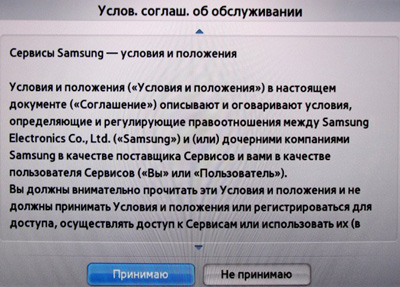 Услов. соглаш. об обслуживании
Сервисы Samsung — условия и положения
Условия и положения («Условия и положения») в настоящем
документе («Соглашение») описывают и оговаривают условия,
определяющие и регулирующие правоотношения между Samsung
Electronics Co., Ltd. («Samsung») и (или) дочерними компаниями
Samsung в качестве поставщика Сервисов и вами в качестве
пользователя Сервисов («Вы» или «Пользователь»).
Вы должны внимательно прочитать эти Условия и положения и не
должны принимать Условия и положения или регистрироваться для
доступа, осуществлять доступ к Сервисам или использовать их (в
Принимаю
Не принимаю